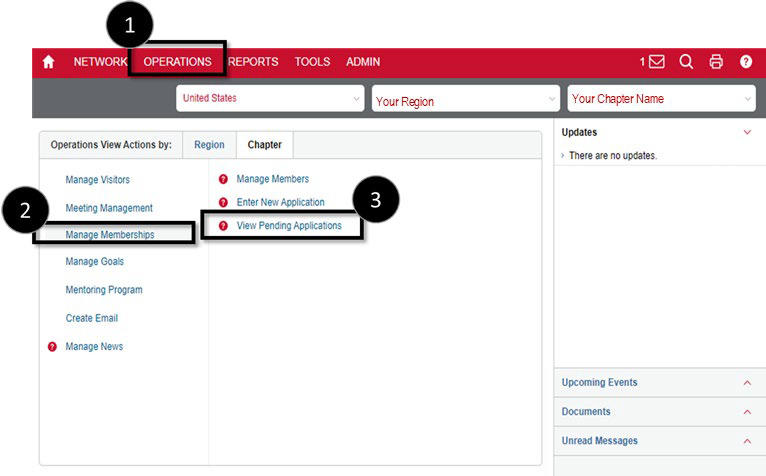 1
NETWORK OPERATIONS REPORTS TOOLS ADMIN 1 ?
United States Your Region Your Chapter Name
Operations View Actions by: Region Chapter
Manage Visitors
Meeting Management
2
Manage Memberships
Manage Goals
Mentoring Program
Create Email
? Manage News
? Manage Members
? Enter New Application
3
? View Pending Applications
Updates
There are no updates.
Upcoming Events
Documents
Unread Messages